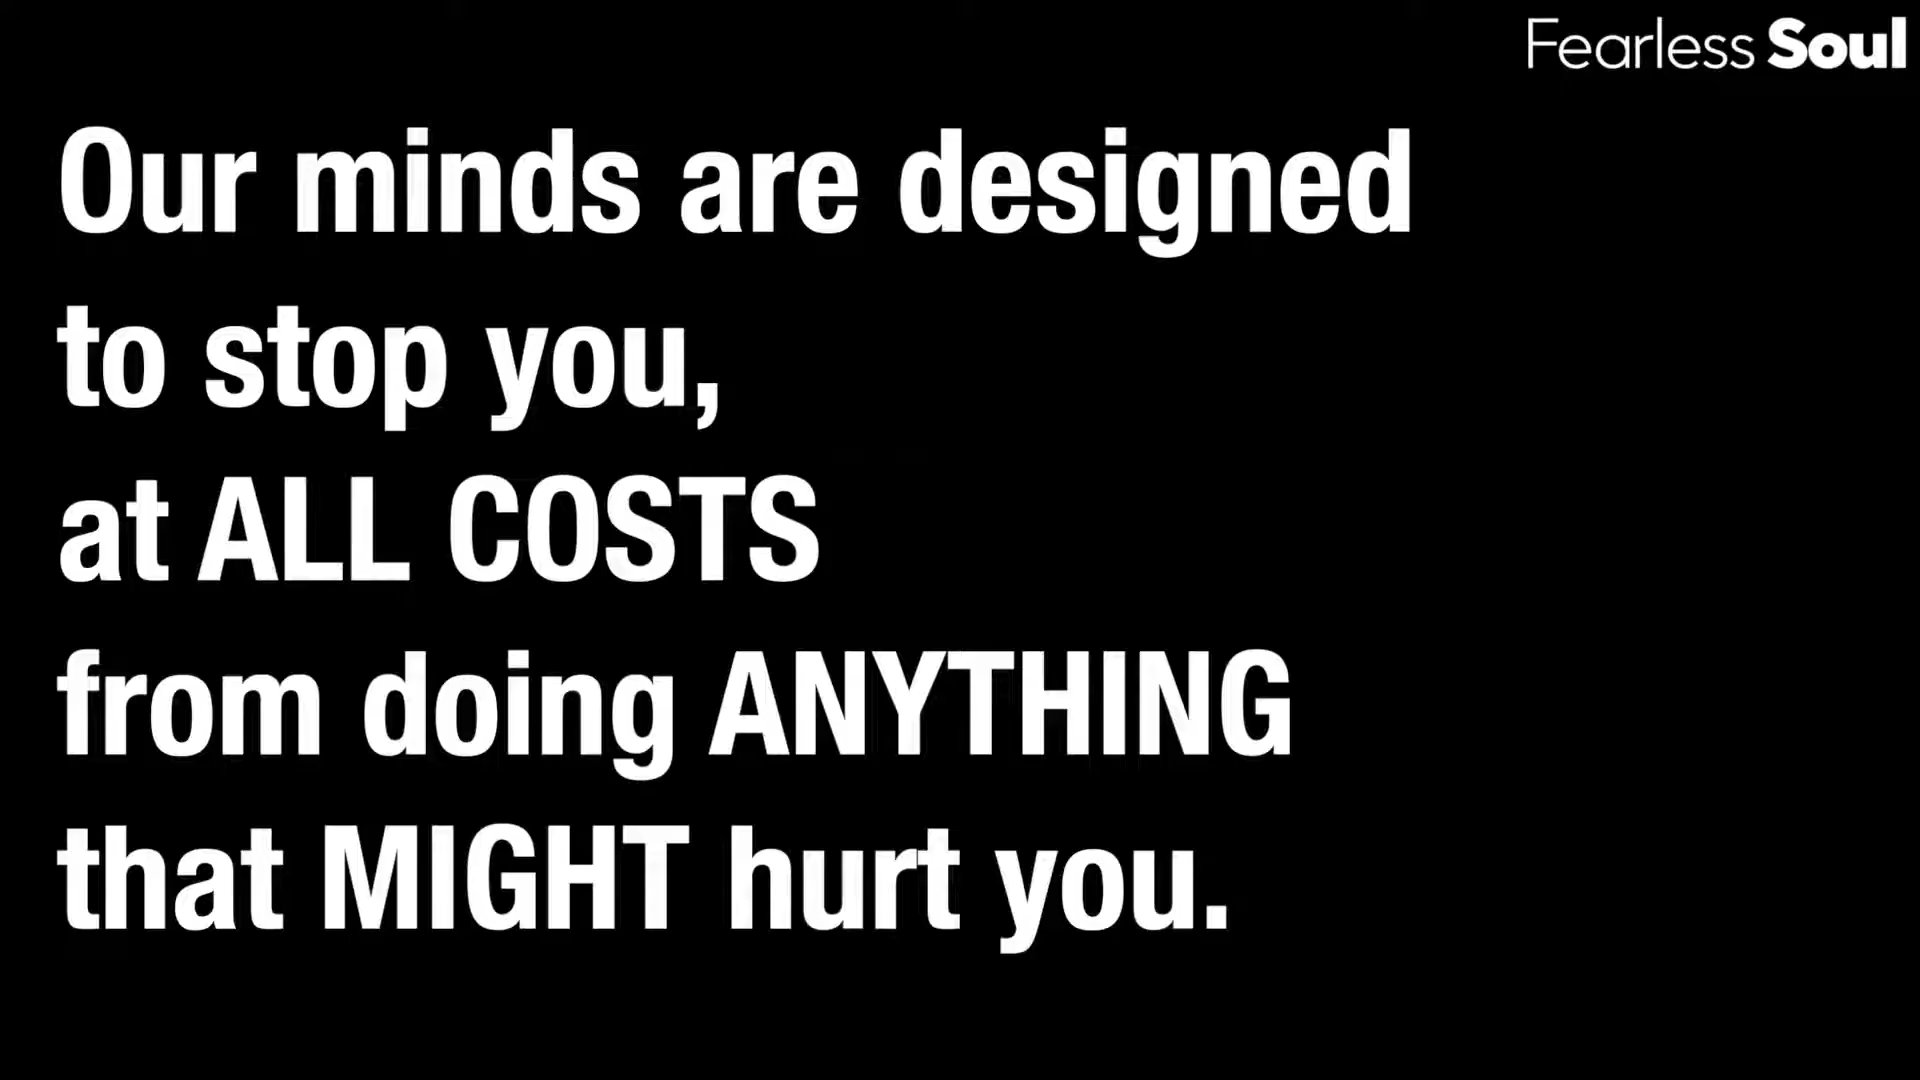 Fearless Soul
Our minds are designed
to stop you,
at ALL COSTS
from doing ANYTHING
that MIGHT hurt you.